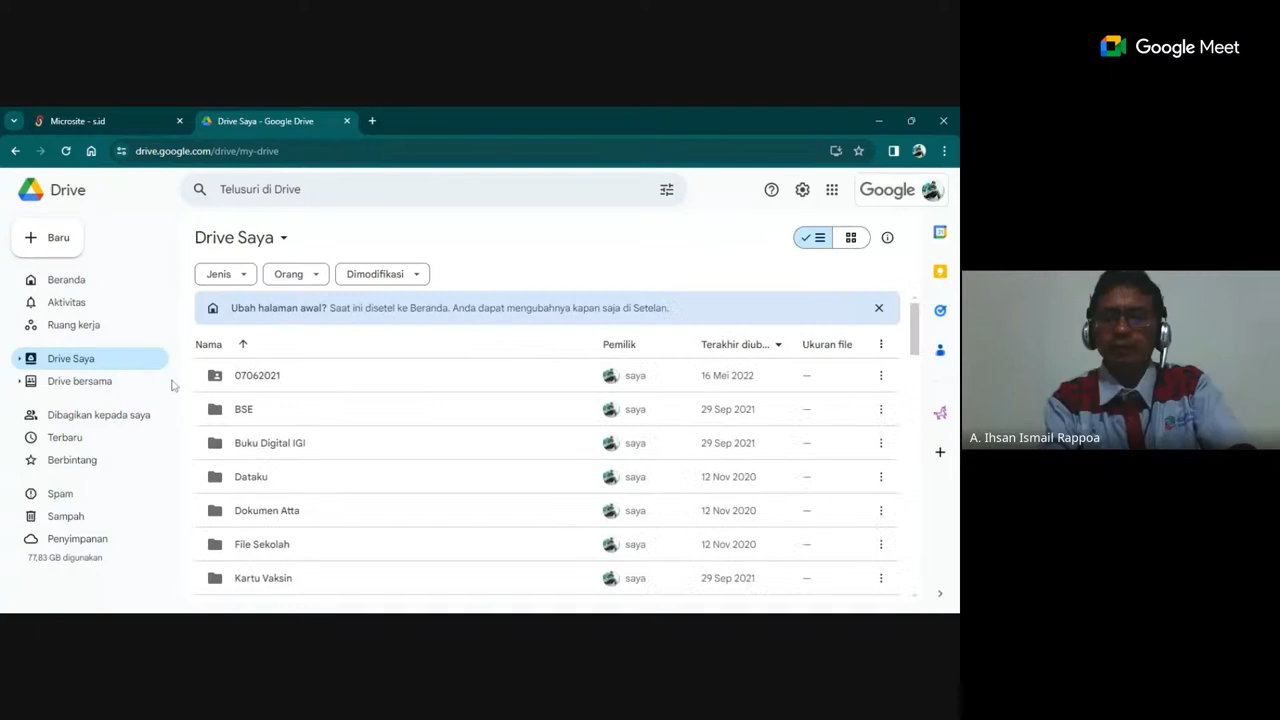 Google Meet
Microsite - s.id
Drive Saya - Google Drive
drive.google.com/drive/my-drive
Drive
Telusuri di Drive
Google
Baru
Drive Saya
Beranda
Aktivitas
Ruang kerja
Drive Saya
Drive bersama
Dibagikan kepada saya
Terbaru
Berbintang
Spam
Sampah
Penyimpanan
77,83 GB digunakan
Jenis Orang Dimodifikasi
Ubah halaman awal? Saat ini disetel ke Beranda. Anda dapat mengubahnya kapan saja di Setelan.
Nama Pemilik Terakhir diub... Ukuran file
07062021 saya 16 Mei 2022 —
BSE saya 29 Sep 2021 —
Buku Digital IGI saya 29 Sep 2021 —
Dataku saya 12 Nov 2020 —
Dokumen Atta saya 12 Nov 2020 —
File Sekolah saya 12 Nov 2020 —
Kartu Vaksin saya 29 Sep 2021 —
A. Ihsan Ismail Rappoa